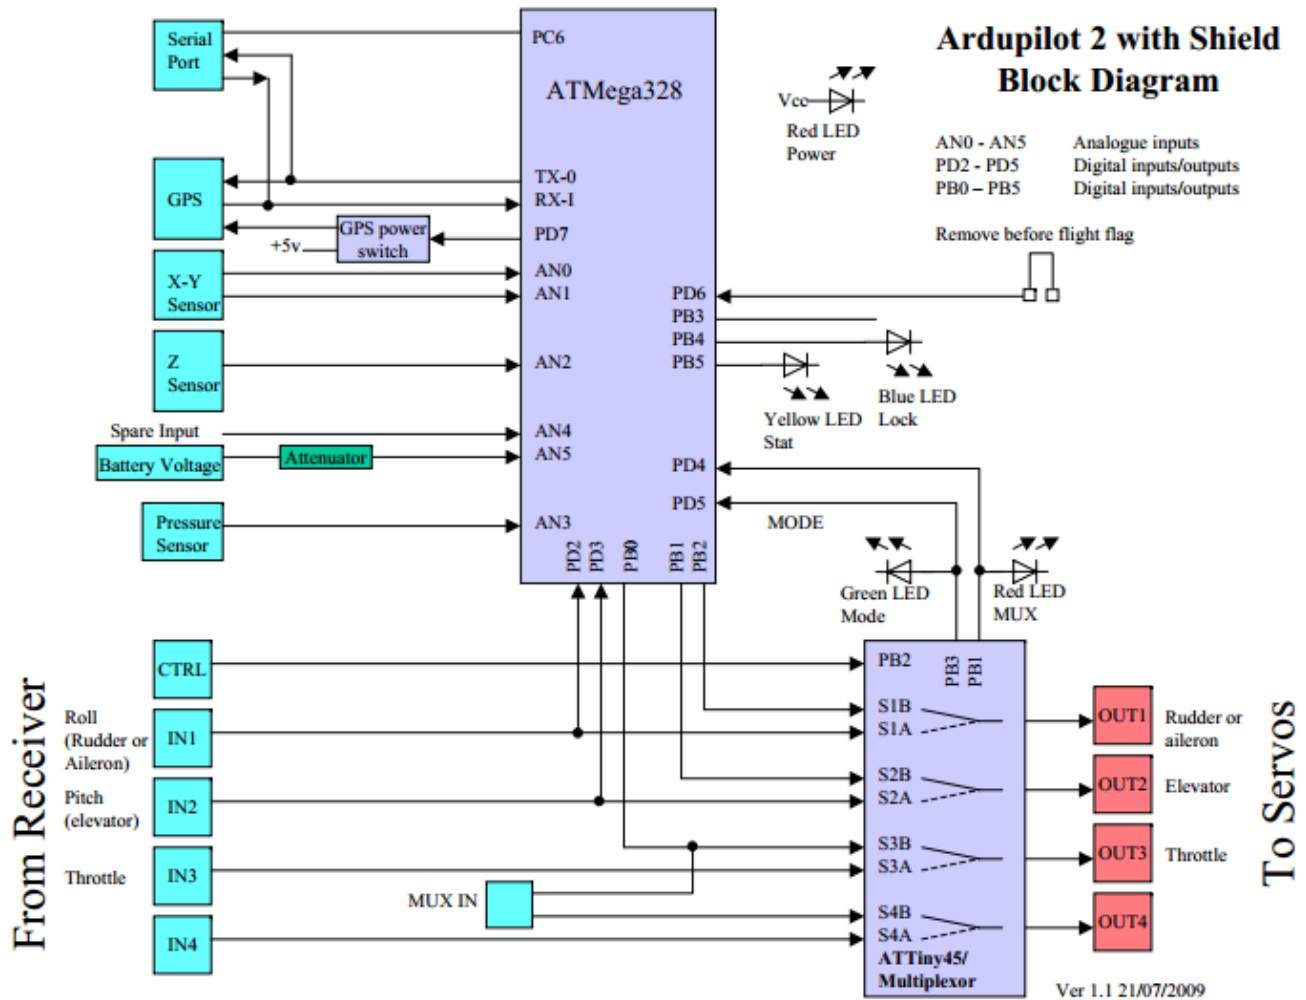 Ardupilot 2 with Shield
Block Diagram
AN0 - AN5 Analogue inputs
PD2 - PD5 Digital inputs/outputs
PB0 – PB5 Digital inputs/outputs
Remove before flight flag
Vcc
Red LED
Power
Serial
Port
GPS
GPS power
switch
+5v
X-Y
Sensor
Z
Sensor
Spare Input
Battery Voltage
Attenuator
Pressure
Sensor
PC6
ATMega328
TX-0
RX-I
PD7
AN0
AN1
AN2
AN4
AN5
AN3
PD6
PB3
PB4
PB5
PD4
PD5
PD2
PD3
PB0
PB1
PB2
Blue LED
Lock
Yellow LED
Stat
MODE
Green LED
Mode
Red LED
MUX
From Receiver
CTRL
Roll
(Rudder or
Aileron)
IN1
Pitch
(elevator)
IN2
Throttle
IN3
IN4
MUX IN
PB2
PB3
PB1
S1B
S1A
S2B
S2A
S3B
S3A
S4B
S4A
ATTiny45/
Multiplexor
OUT1
Rudder or
aileron
OUT2
Elevator
OUT3
Throttle
OUT4
To Servos
Ver 1.1 21/07/2009